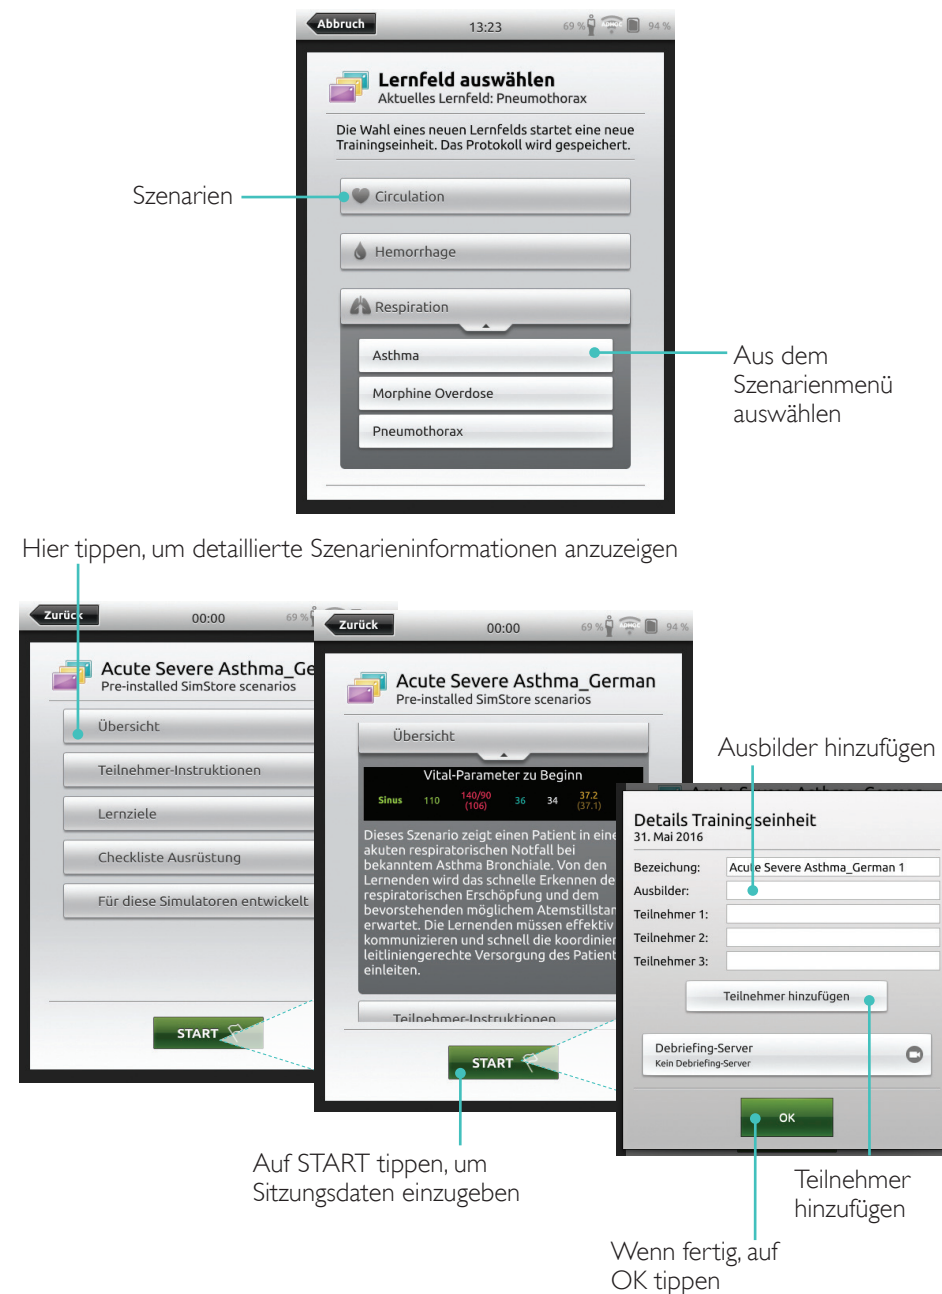 Abbruch
13:23
69 %
94 %
Lernfeld auswählen
Aktuelles Lernfeld: Pneumothorax
Die Wahl eines neuen Lernfelds startet eine neue
Trainingseinheit. Das Protokoll wird gespeichert.
Szenarien
Circulation
Hemorrhage
Respiration
Asthma
Morphine Overdose
Pneumothorax
Aus dem
Szenarienmenü
auswählen
Hier tippen, um detaillierte Szenarieninformationen anzuzeigen
Zurück
00:00
69 %
Acute Severe Asthma_Ge
Pre-installed SimStore scenarios
Übersicht
Teilnehmer-Instruktionen
Lernziele
Checkliste Ausrüstung
Für diese Simulatoren entwickelt
START
Zurück
00:00
69 %
94 %
Acute Severe Asthma_German
Pre-installed SimStore scenarios
Übersicht
Vital-Parameter zu Beginn
Sinus 110 140/90 (106) 36 34 37.2 (37.1)
Dieses Szenario zeigt einen Patient in eine
akuten respiratorischen Notfall bei
bekanntem Asthma Bronchiale. Von den
Lernenden wird das schnelle Erkennen de
respiratorischen Erschöpfung und dem
bevorstehenden möglichem Atemstillstan
erwartet. Die Lernenden müssen effektiv
kommunizieren und schnell die koordinier
leitliniengerechte Versorgung des Patient
einleiten.
Teilnehmer-Instruktionen
START
Auf START tippen, um
Sitzungsdaten einzugeben
Ausbilder hinzufügen
Details Trainingseinheit
31. Mai 2016
Bezeichung: Acute Severe Asthma_German 1
Ausbilder:
Teilnehmer 1:
Teilnehmer 2:
Teilnehmer 3:
Teilnehmer hinzufügen
Debriefing-Server
Kein Debriefing-Server
OK
Teilnehmer
hinzufügen
Wenn fertig, auf
OK tippen